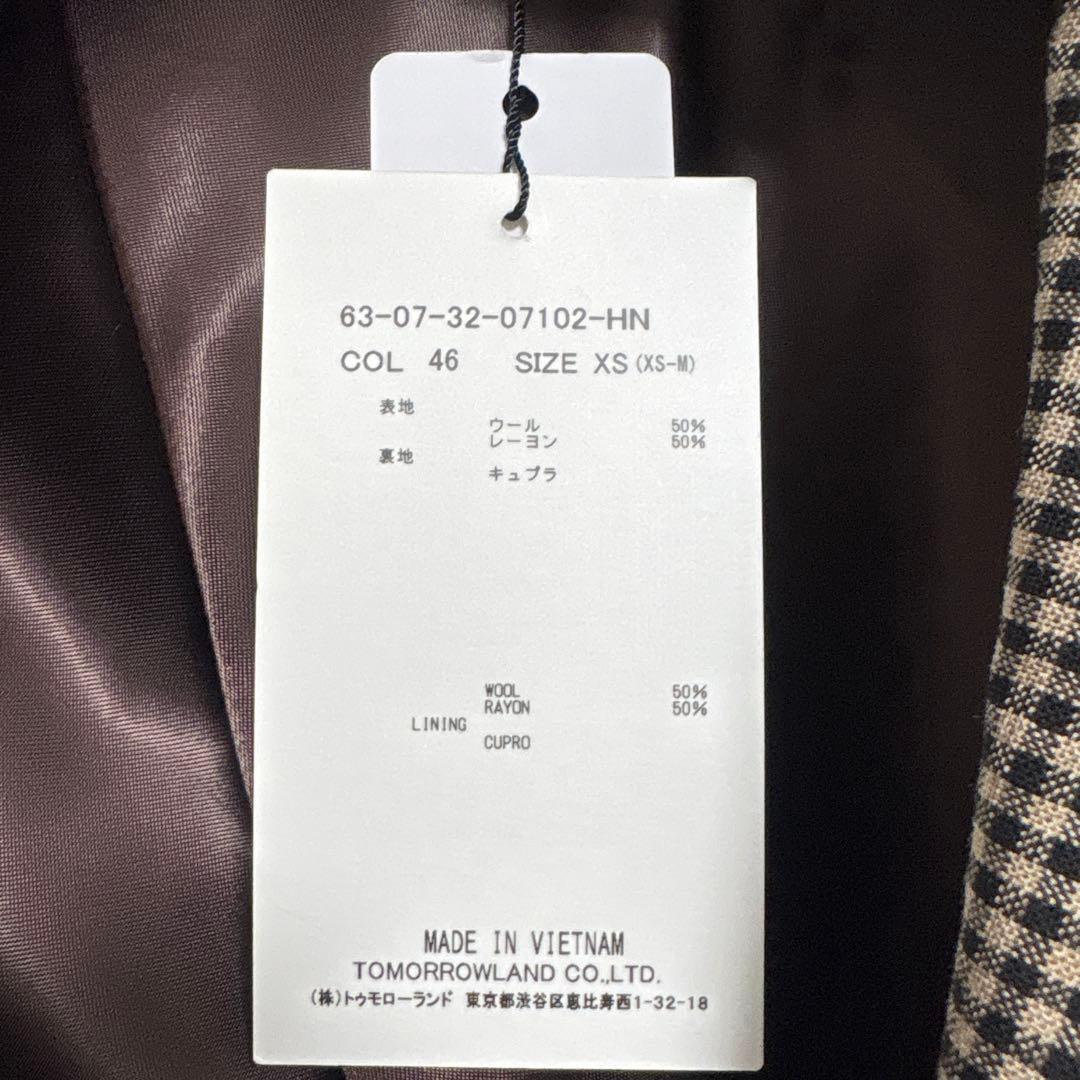 63-07-32-07102-HN
COL 46 SIZE XS (XS-M)
表地
ウール 50%
レーヨン 50%
裏地
キュプラ
WOOL 50%
RAYON 50%
LINING
CUPRO
MADE IN VIETNAM
TOMORROWLAND CO.,LTD.
(株)トゥモローランド 東京都渋谷区恵比寿西1-32-18